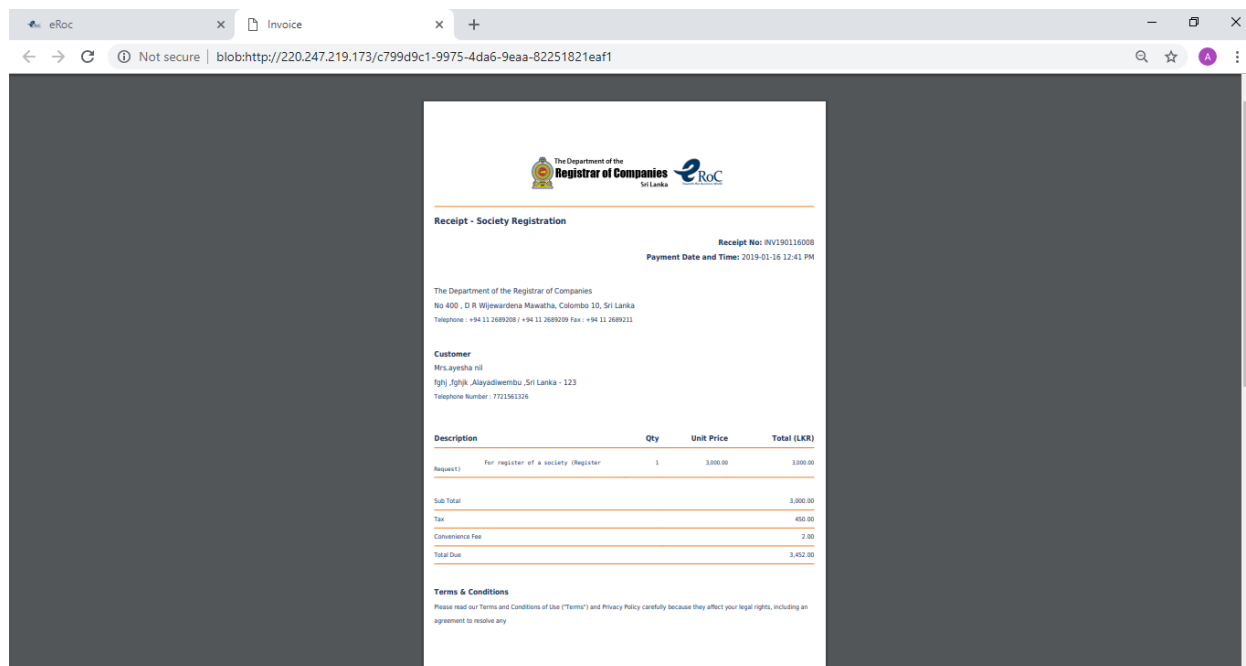 eRoc
Invoice
Not secure | blob:http://220.247.219.173/c799d9c1-9975-4da6-9eaa-82251821eaf1
A
The Department of the
Registrar of Companies
Sri Lanka
eRoC
Receipt - Society Registration
Receipt No: INV190116008
Payment Date and Time: 2019-01-16 12:41 PM
The Department of the Registrar of Companies
No 400 , D R Wijewardena Mawatha, Colombo 10, Sri Lanka
Telephone : +94 11 2689208 / +94 11 2689209 Fax : +94 11 2689211
Customer
Mrs.ayesha nil
fghj ,fghjk ,Alayadiwembu ,Sri Lanka - 123
Telephone Number : 7721561326
Description Qty Unit Price Total (LKR)
For register of a society (Register 1 3,000.00 3,000.00
Request)
Sub Total 3,000.00
Tax 450.00
Convenience Fee 2.00
Total Due 3,452.00
Terms & Conditions
Please read our Terms and Conditions of Use ("Terms") and Privacy Policy carefully because they affect your legal rights, including an
agreement to resolve any